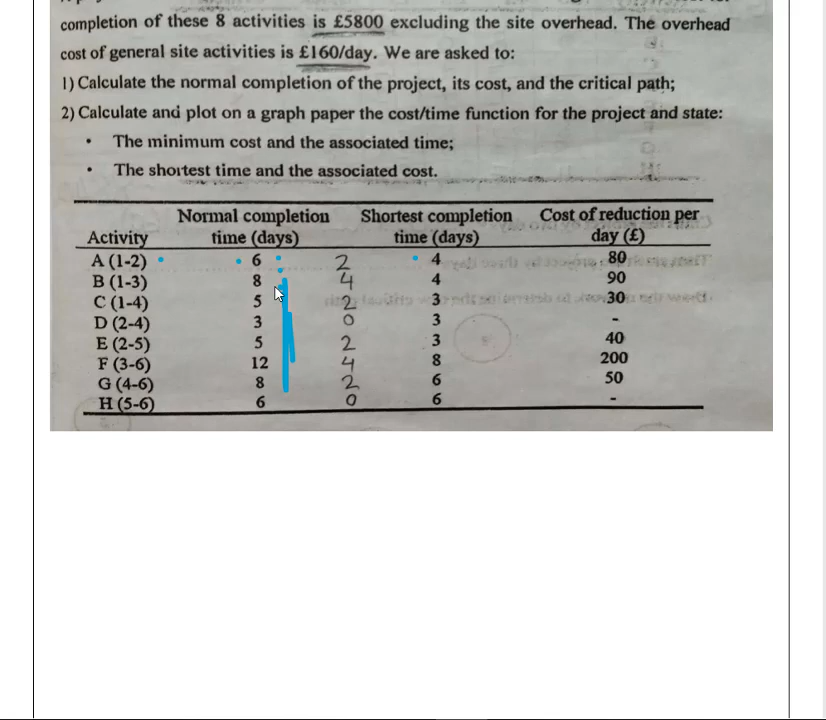 completion of these 8 activities is £5800 excluding the site overhead. The overhead
cost of general site activities is £160/day. We are asked to:
1) Calculate the normal completion of the project, its cost, and the critical path;
2) Calculate and plot on a graph paper the cost/time function for the project and state:
• The minimum cost and the associated time;
• The shortest time and the associated cost.
Normal completion Shortest completion Cost of reduction per
Activity time (days) time (days) day (£)
A (1-2) 6 2 4 80
B (1-3) 8 4 4 90
C (1-4) 5 2 3 30
D (2-4) 3 0 3 -
E (2-5) 5 2 3 40
F (3-6) 12 4 8 200
G (4-6) 8 2 6 50
H (5-6) 6 0 6 -